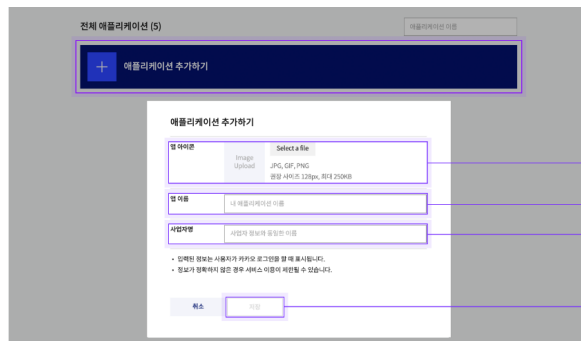 전체 애플리케이션 (5)
애플리케이션 이름
애플리케이션 추가하기
애플리케이션 추가하기
앱 아이콘
Image Upload
Select a file
JPG, GIF, PNG
권장 사이즈 128px, 최대 250KB
앱 이름
내 애플리케이션 이름
사업자명
사업자 정보와 동일한 이름
• 입력된 정보는 사용자가 카카오 로그인을 할 때 표시됩니다.
• 정보가 정확하지 않은 경우 서비스 이용이 제한될 수 있습니다.
취소
저장